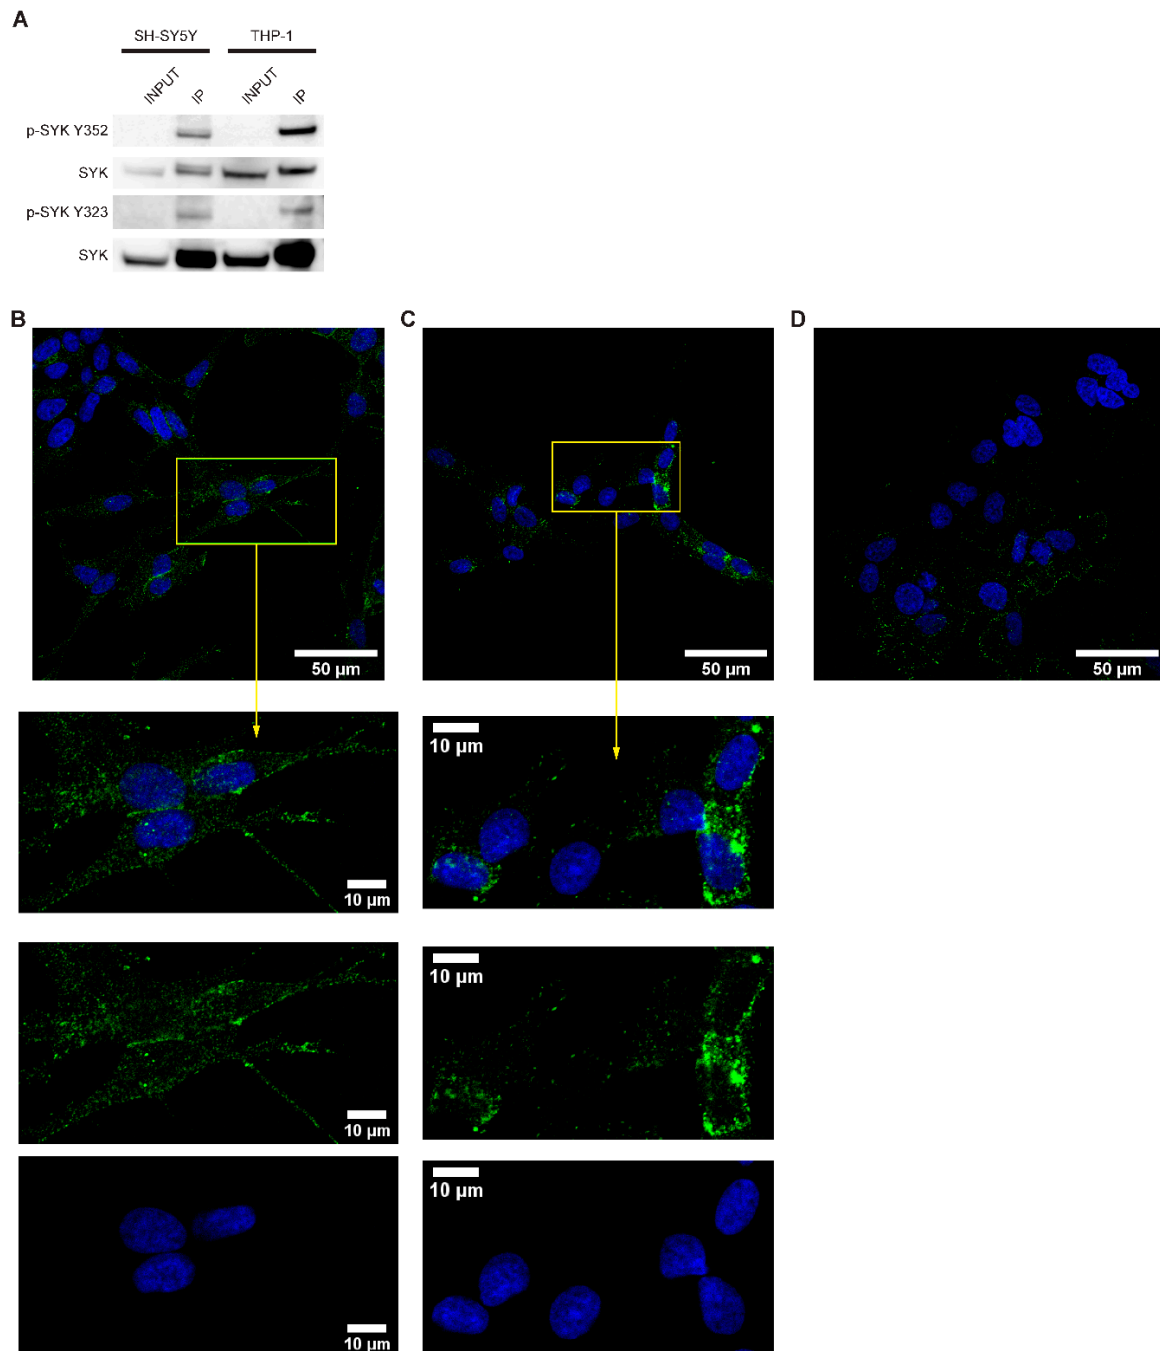 A
SH-SY5Y THP-1
INPUT IP INPUT IP
p-SYK Y352
SYK
p-SYK Y323
SYK
B C D
50 µm 50 µm 50 µm
10 µm
10 µm
10 µm
10 µm
10 µm
10 µm